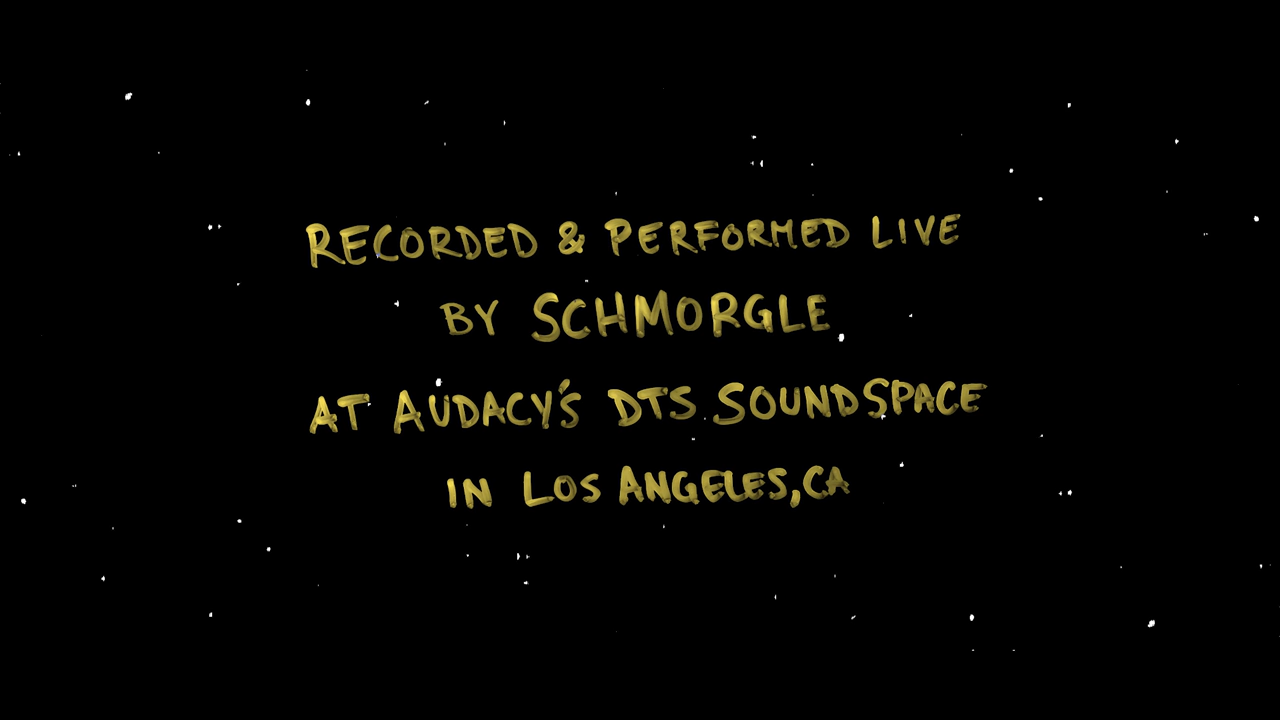 RECORDED & PERFORMED LIVE
BY SCHMORGLE
AT AUDACY'S DTS SOUNDSPACE
IN LOS ANGELES, CA